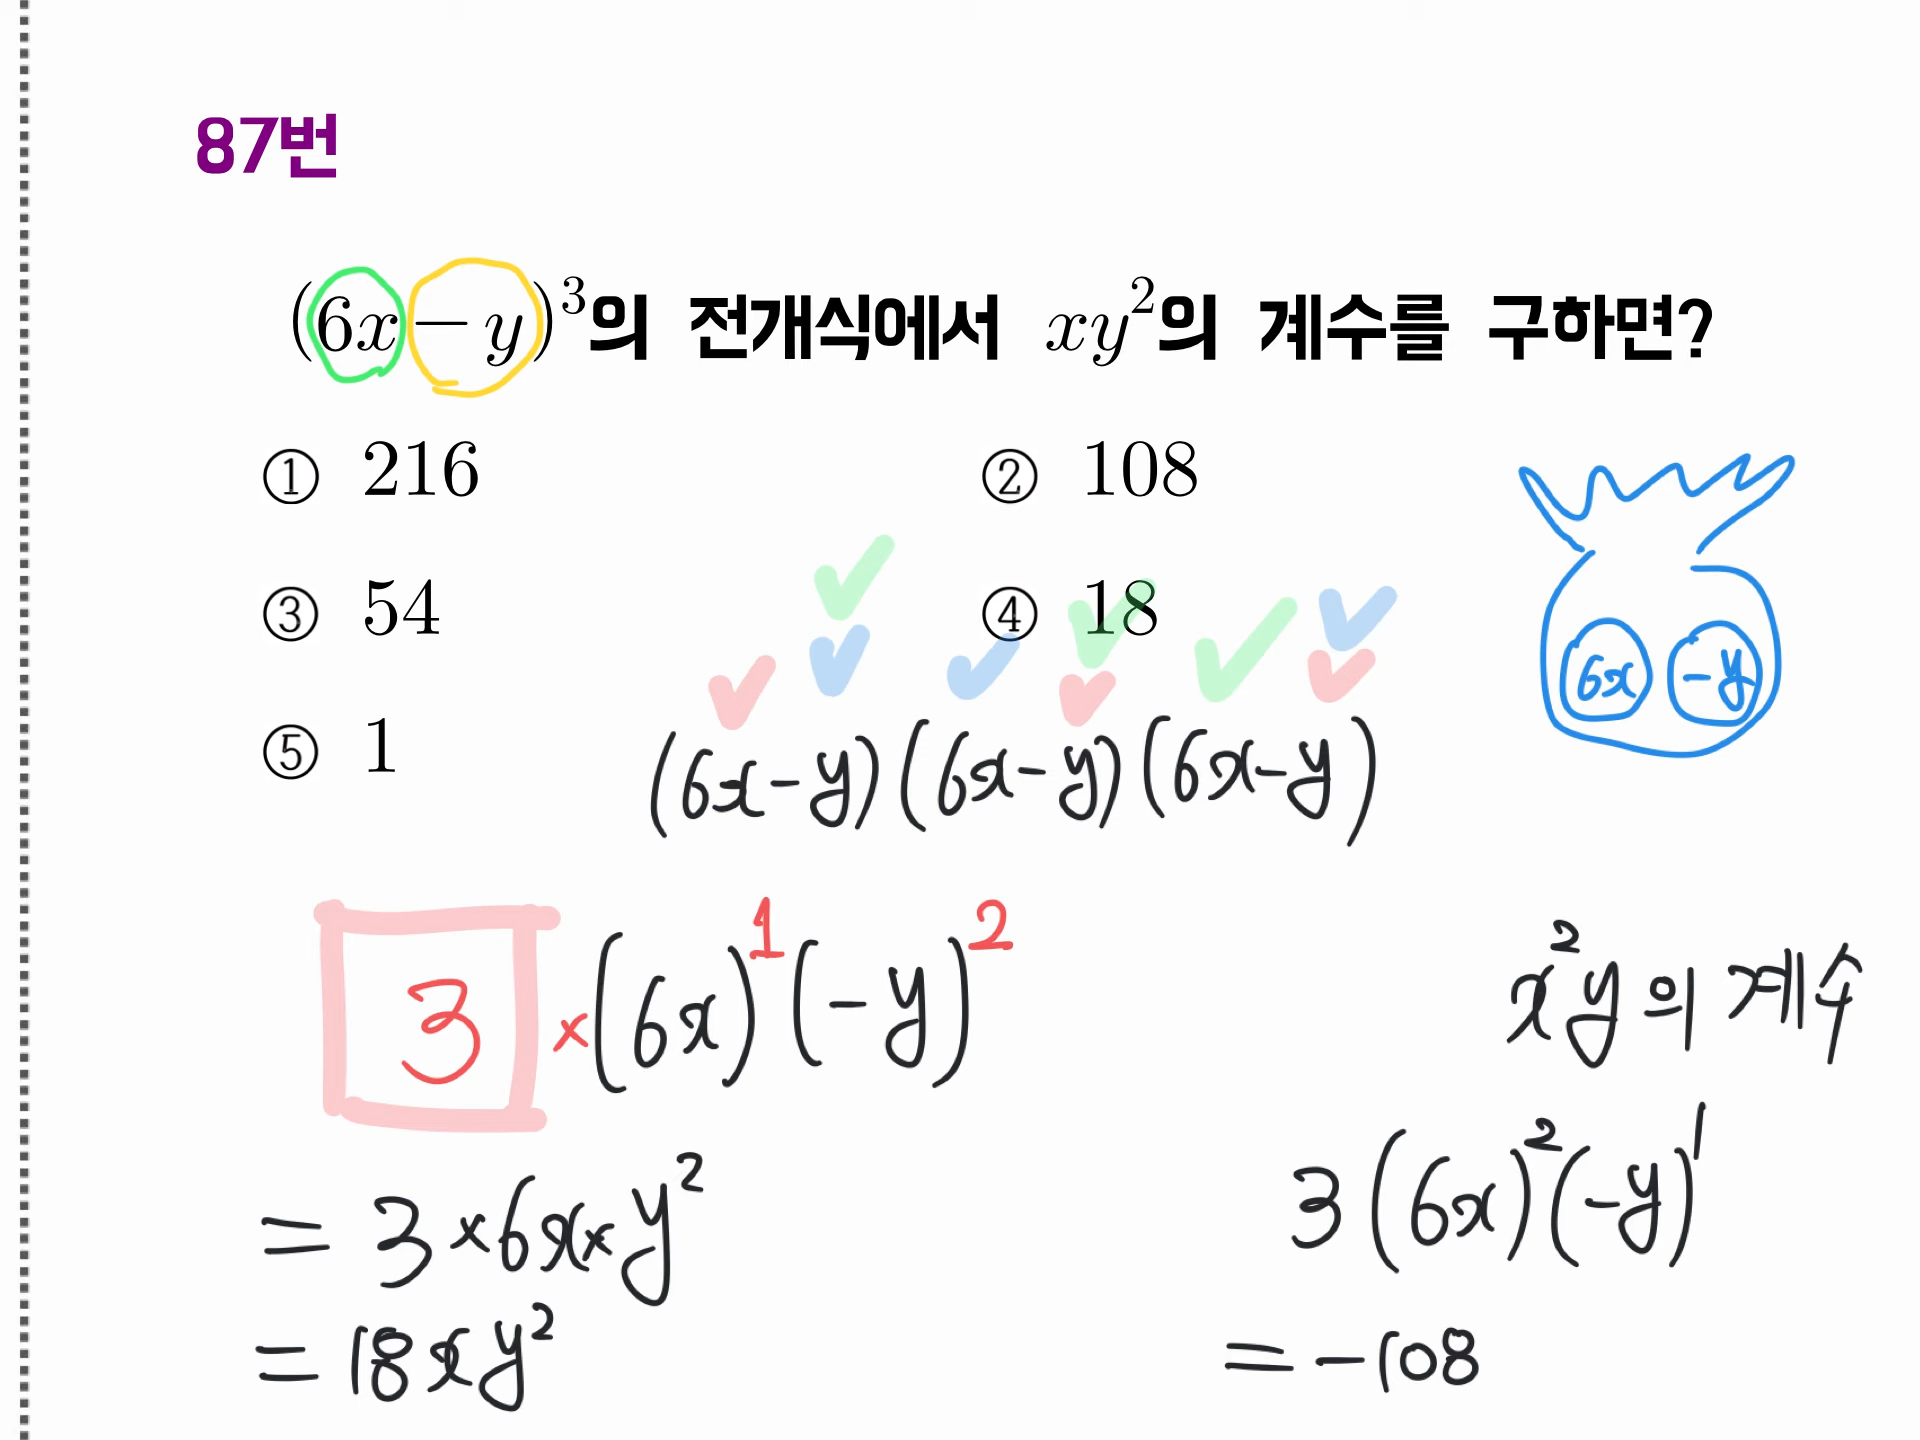 87번
(6x-y)³의 전개식에서 xy²의 계수를 구하면?
① 216 ② 108
③ 54 ④ 18
⑤ 1
6x -y
(6x-y)(6x-y)(6x-y)
3×(6x)¹(-y)²
=3×6x×y²
=18xy²
x²y의 계수
3(6x)²(-y)¹
=-108